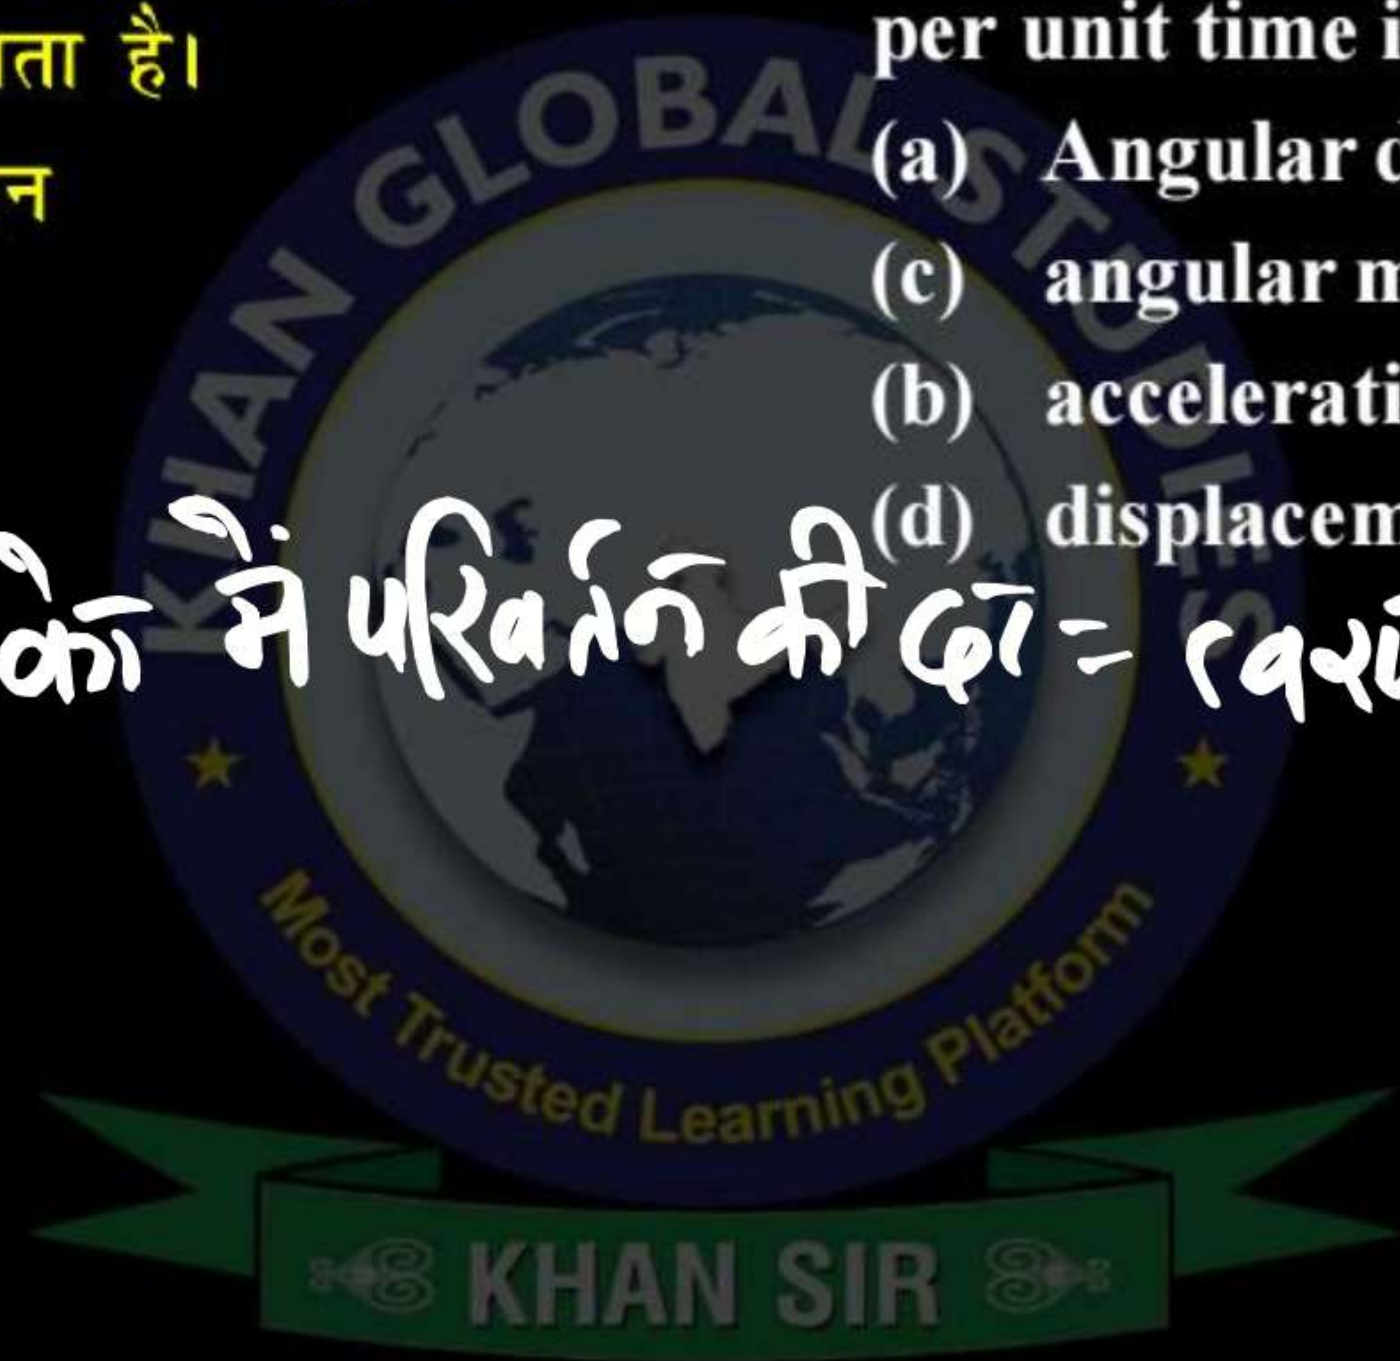 ता है।
न
per unit time i
(a) Angular d
(c) angular m
(b) accelerati
(d) displacem
में परिवर्तन की दर = त्वरण
KHAN GLOBAL STUDIES
Most Trusted Learning Platform
KHAN SIR